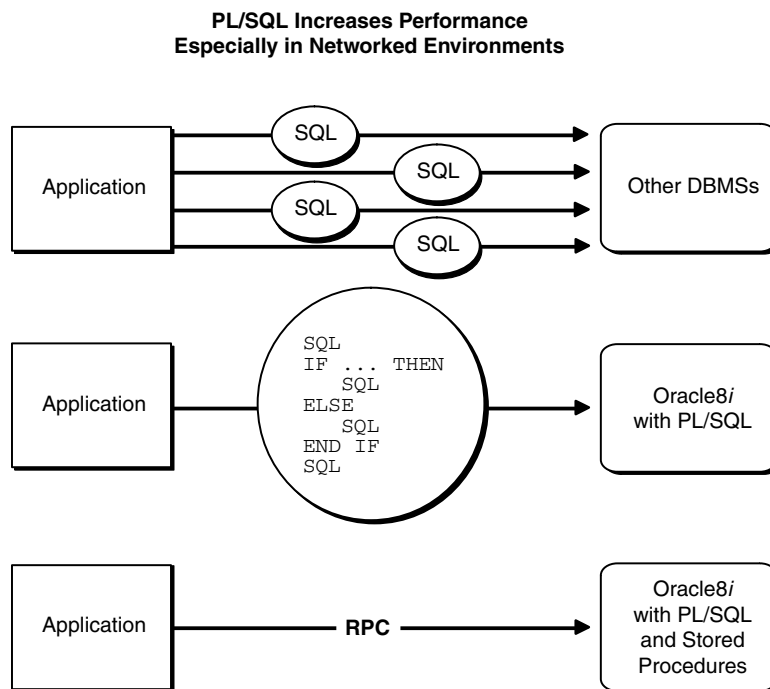 PL/SQL Increases Performance
Especially in Networked Environments
Application
SQL
SQL
SQL
SQL
Other DBMSs
Application
SQL
IF ... THEN
SQL
ELSE
SQL
END IF
SQL
Oracle8i
with PL/SQL
Application
RPC
Oracle8i
with PL/SQL
and Stored
Procedures